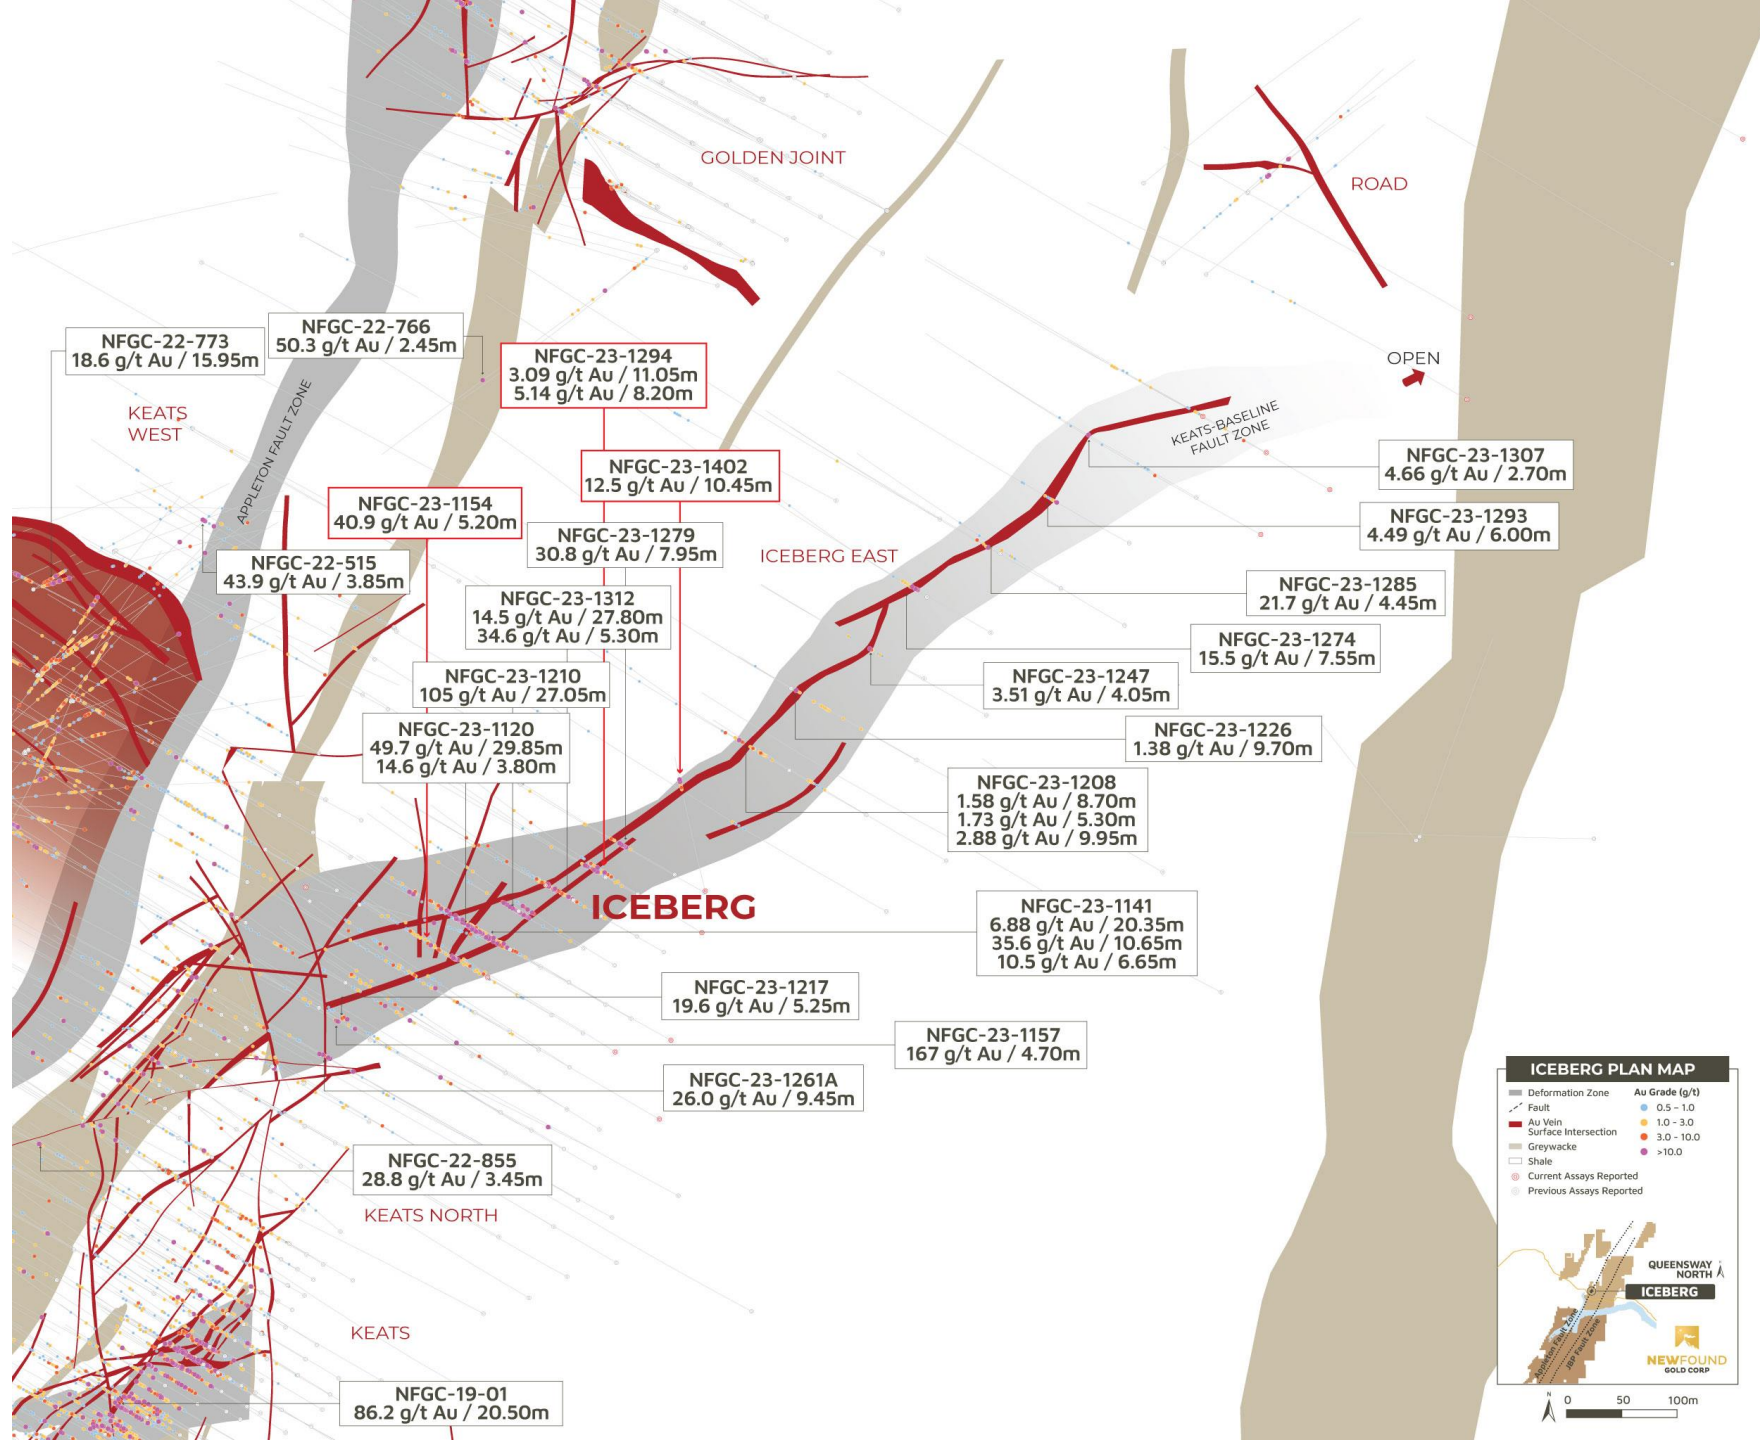 GOLDEN JOINT
ROAD
NFGC-22-773
18.6 g/t Au / 15.95m
NFGC-22-766
50.3 g/t Au / 2.45m
NFGC-23-1294
3.09 g/t Au / 11.05m
5.14 g/t Au / 8.20m
OPEN
KEATS
WEST
APPLETON FAULT ZONE
KEATS-BASELINE
FAULT ZONE
NFGC-23-1307
4.66 g/t Au / 2.70m
NFGC-23-1402
12.5 g/t Au / 10.45m
NFGC-23-1154
40.9 g/t Au / 5.20m
NFGC-23-1293
4.49 g/t Au / 6.00m
NFGC-23-1279
30.8 g/t Au / 7.95m
ICEBERG EAST
NFGC-22-515
43.9 g/t Au / 3.85m
NFGC-23-1285
21.7 g/t Au / 4.45m
NFGC-23-1312
14.5 g/t Au / 27.80m
34.6 g/t Au / 5.30m
NFGC-23-1274
15.5 g/t Au / 7.55m
NFGC-23-1210
105 g/t Au / 27.05m
NFGC-23-1247
3.51 g/t Au / 4.05m
NFGC-23-1120
49.7 g/t Au / 29.85m
14.6 g/t Au / 3.80m
NFGC-23-1226
1.38 g/t Au / 9.70m
NFGC-23-1208
1.58 g/t Au / 8.70m
1.73 g/t Au / 5.30m
2.88 g/t Au / 9.95m
ICEBERG
NFGC-23-1141
6.88 g/t Au / 20.35m
35.6 g/t Au / 10.65m
10.5 g/t Au / 6.65m
NFGC-23-1217
19.6 g/t Au / 5.25m
NFGC-23-1157
167 g/t Au / 4.70m
NFGC-23-1261A
26.0 g/t Au / 9.45m
NFGC-22-855
28.8 g/t Au / 3.45m
KEATS NORTH
KEATS
NFGC-19-01
86.2 g/t Au / 20.50m
ICEBERG PLAN MAP
Deformation Zone
Fault
Au Vein
Surface Intersection
Greywacke
Shale
Current Assays Reported
Previous Assays Reported
Au Grade (g/t)
0.5 - 1.0
1.0 - 3.0
3.0 - 10.0
>10.0
QUEENSWAY
NORTH
ICEBERG
Appleton Fault Zone
JBP Fault Zone
NEWFOUND
GOLD CORP
N
0 50 100m